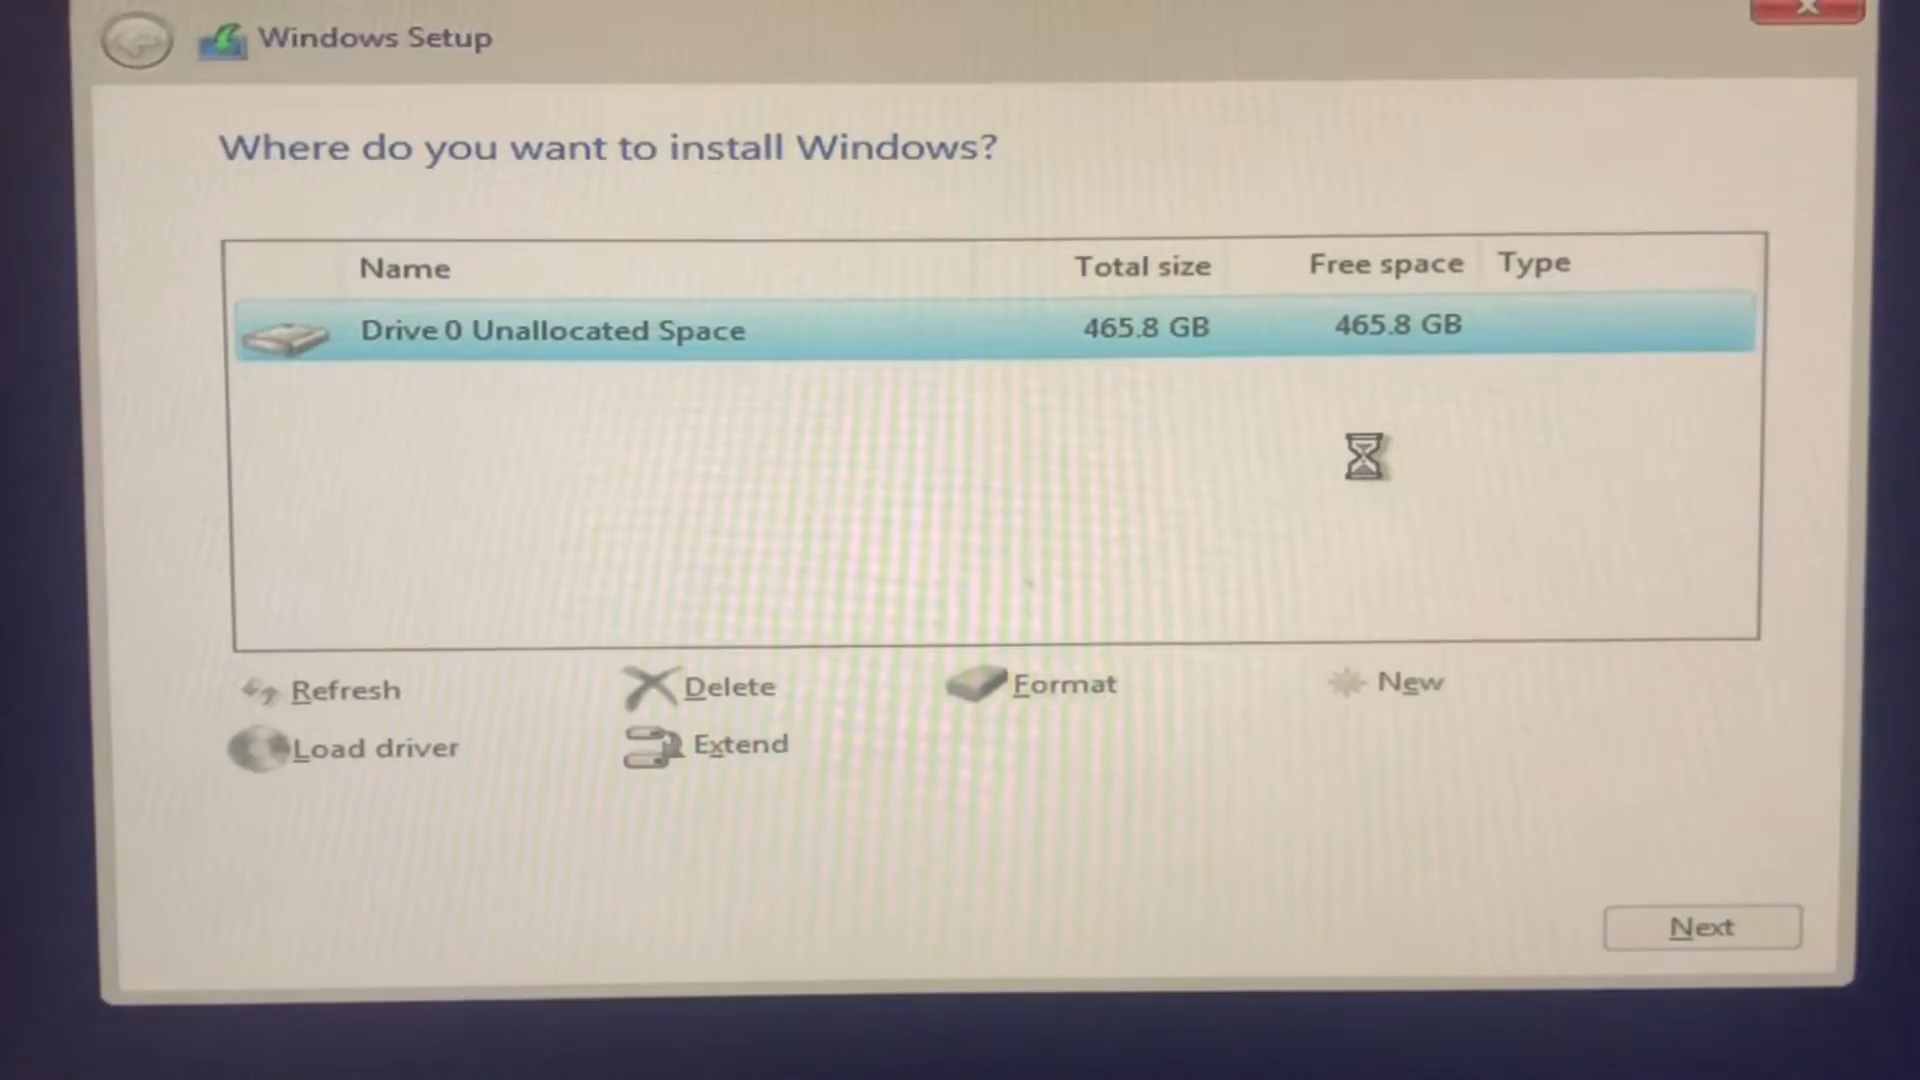 Windows Setup
Where do you want to install Windows?
Name Total size Free space Type
Drive 0 Unallocated Space 465.8 GB 465.8 GB
Refresh Delete Format New
Load driver Extend
Next